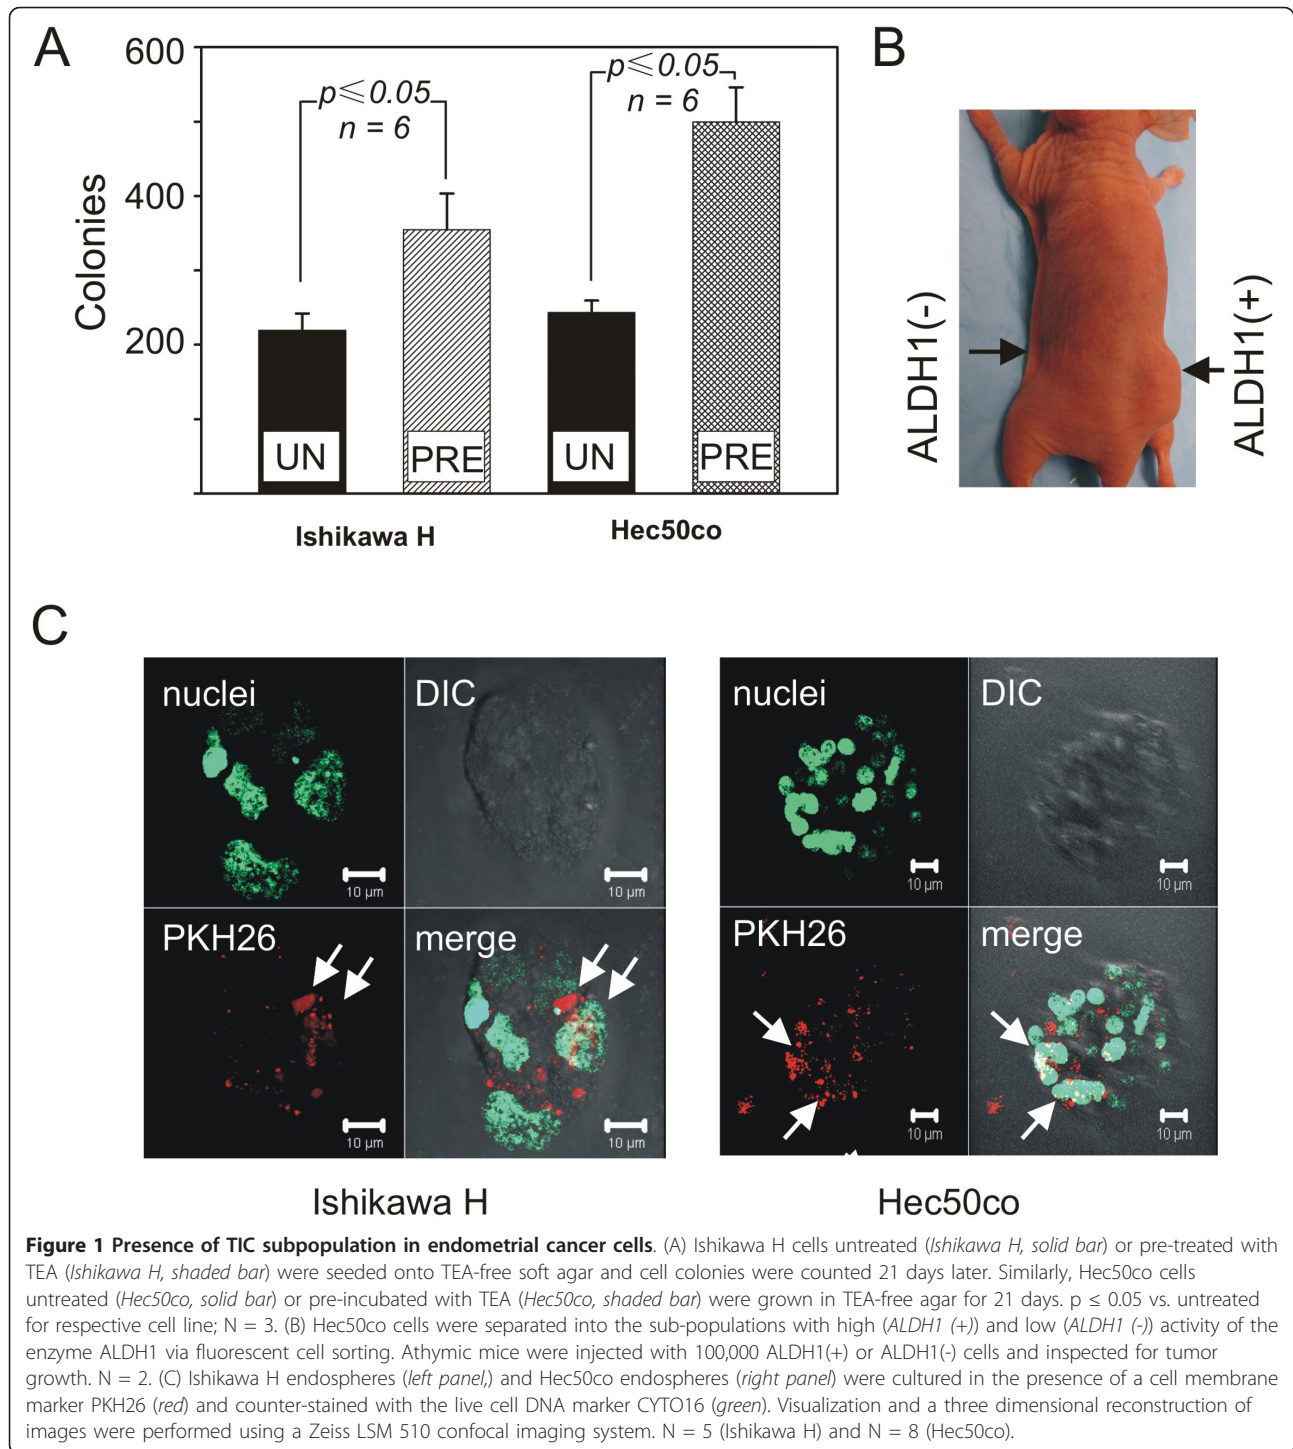 A
600
400
200
Colonies
p≤0.05
n = 6
p≤0.05
n = 6
UN
PRE
UN
PRE
Ishikawa H
Hec50co
B
ALDH1(-)
ALDH1(+)
C
nuclei
DIC
10 µm
10 µm
PKH26
merge
10 µm
10 µm
nuclei
DIC
10 µm
10 µm
PKH26
merge
10 µm
10 µm
Ishikawa H
Hec50co
Figure 1 Presence of TIC subpopulation in endometrial cancer cells. (A) Ishikawa H cells untreated (Ishikawa H, solid bar) or pre-treated with
TEA (Ishikawa H, shaded bar) were seeded onto TEA-free soft agar and cell colonies were counted 21 days later. Similarly, Hec50co cells
untreated (Hec50co, solid bar) or pre-incubated with TEA (Hec50co, shaded bar) were grown in TEA-free agar for 21 days. p ≤ 0.05 vs. untreated
for respective cell line; N = 3. (B) Hec50co cells were separated into the sub-populations with high (ALDH1 (+)) and low (ALDH1 (-)) activity of the
enzyme ALDH1 via fluorescent cell sorting. Athymic mice were injected with 100,000 ALDH1(+) or ALDH1(-) cells and inspected for tumor
growth. N = 2. (C) Ishikawa H endospheres (left panel,) and Hec50co endospheres (right panel) were cultured in the presence of a cell membrane
marker PKH26 (red) and counter-stained with the live cell DNA marker CYTO16 (green). Visualization and a three dimensional reconstruction of
images were performed using a Zeiss LSM 510 confocal imaging system. N = 5 (Ishikawa H) and N = 8 (Hec50co).